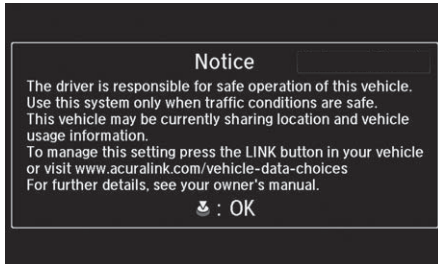 Notice
The driver is responsible for safe operation of this vehicle.
Use this system only when traffic conditions are safe.
This vehicle may be currently sharing location and vehicle
usage information.
To manage this setting press the LINK button in your vehicle
or visit www.acuralink.com/vehicle-data-choices
For further details, see your owner's manual.
: OK